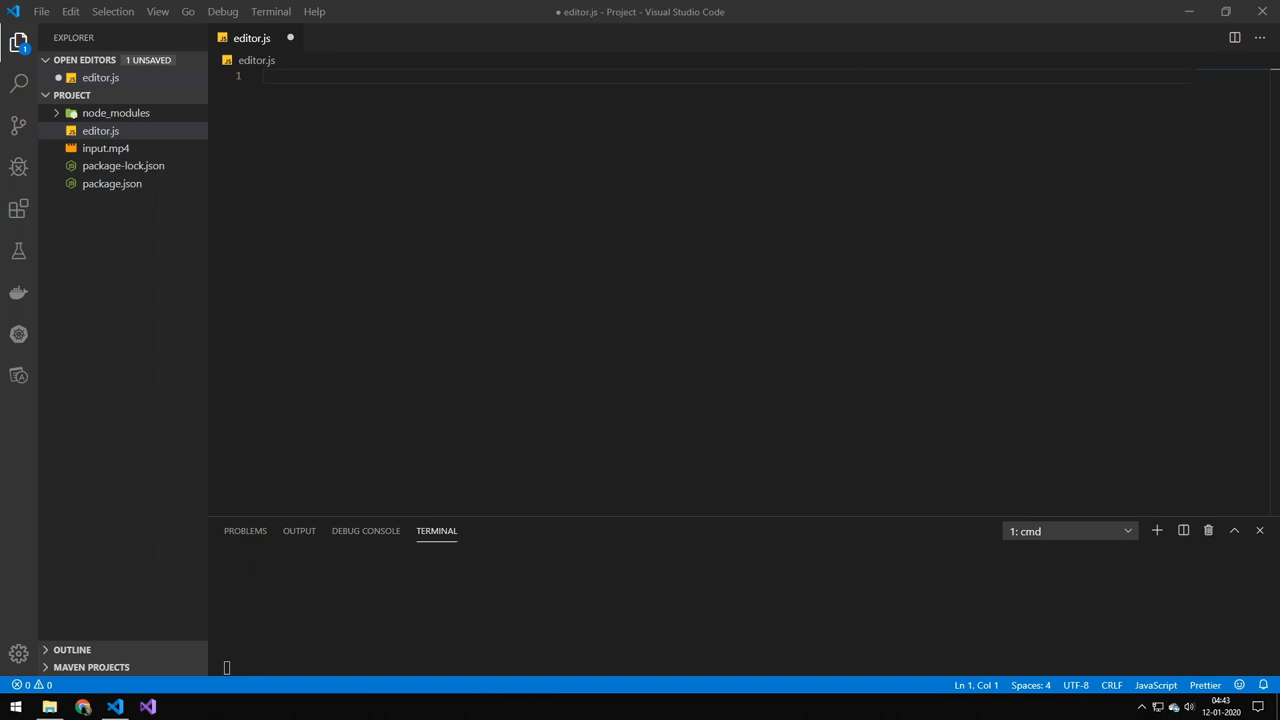 File Edit Selection View Go Debug Terminal Help
● editor.js - Project - Visual Studio Code
EXPLORER
editor.js
OPEN EDITORS 1 UNSAVED
editor.js
editor.js
1
PROJECT
node_modules
editor.js
input.mp4
package-lock.json
package.json
PROBLEMS OUTPUT DEBUG CONSOLE TERMINAL
1: cmd
OUTLINE
MAVEN PROJECTS
0 0
Ln 1, Col 1 Spaces: 4 UTF-8 CRLF JavaScript Prettier
04:43
12-01-2020